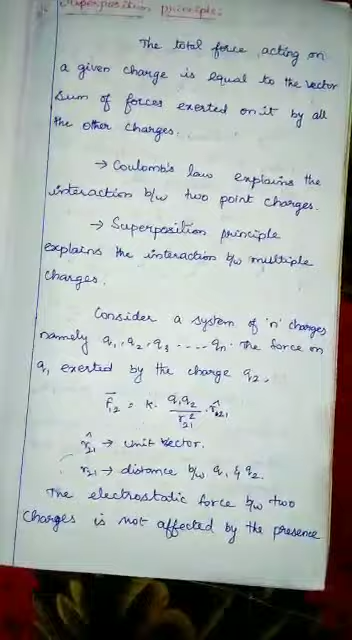 Superposition principle:
The total force acting on
a given charge is equal to the vector
sum of forces exerted on it by all
the other charges.
→ Coulomb's law explains the
interaction b/w two point charges.
→ Superposition principle
explains the interaction b/w multiple
charges.
Consider a system of 'n' charges
namely q₁, q₂, q₃ ..... qn. The force on
q₁ exerted by the charge q₂,
F⃗₁₂ = K. q₁q₂ / r₂₁² . r̂₂₁
r̂₂₁ → unit vector.
r₂₁ → distance b/w q₁ & q₂.
The electrostatic force b/w two
charges is not affected by the presence